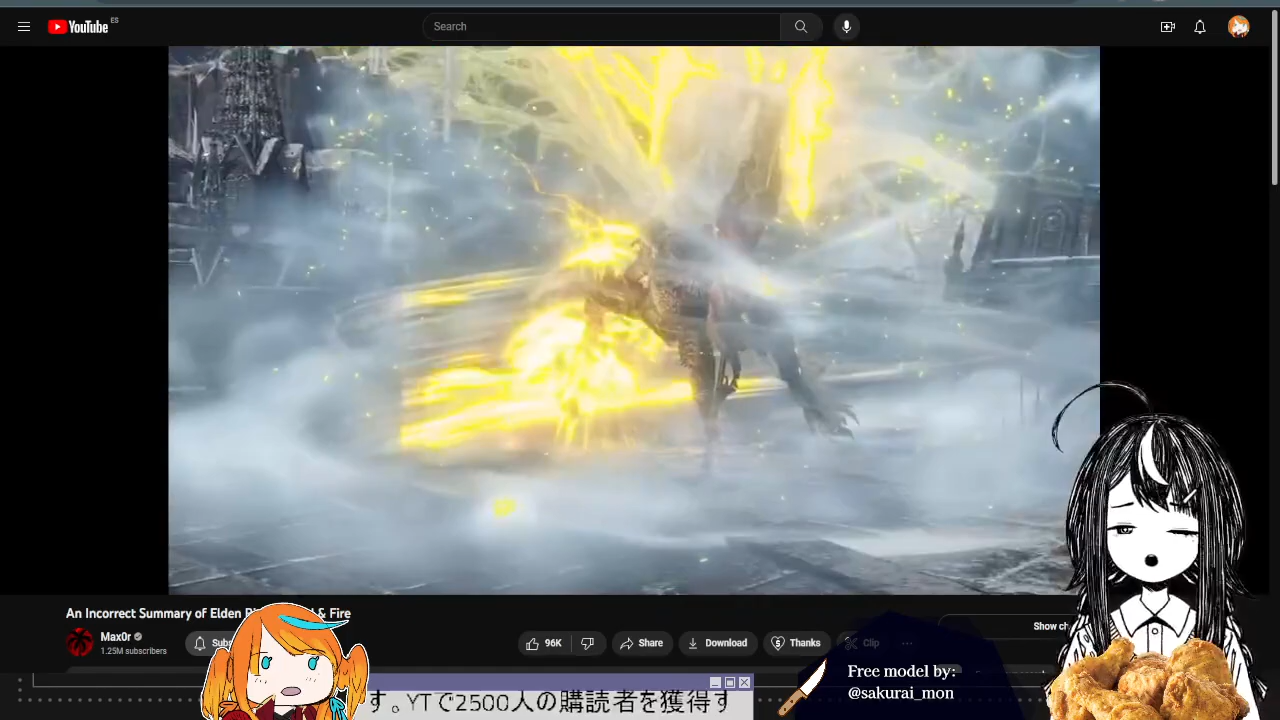 YouTube ES
Search
An Incorrect Summary of Elden & Fire
Max0r
1.25M subscribers
96K
Share
Download
Thanks
Clip
Show
Free model by:
@sakurai_mon
す。YTで2500人の購読者を獲得す